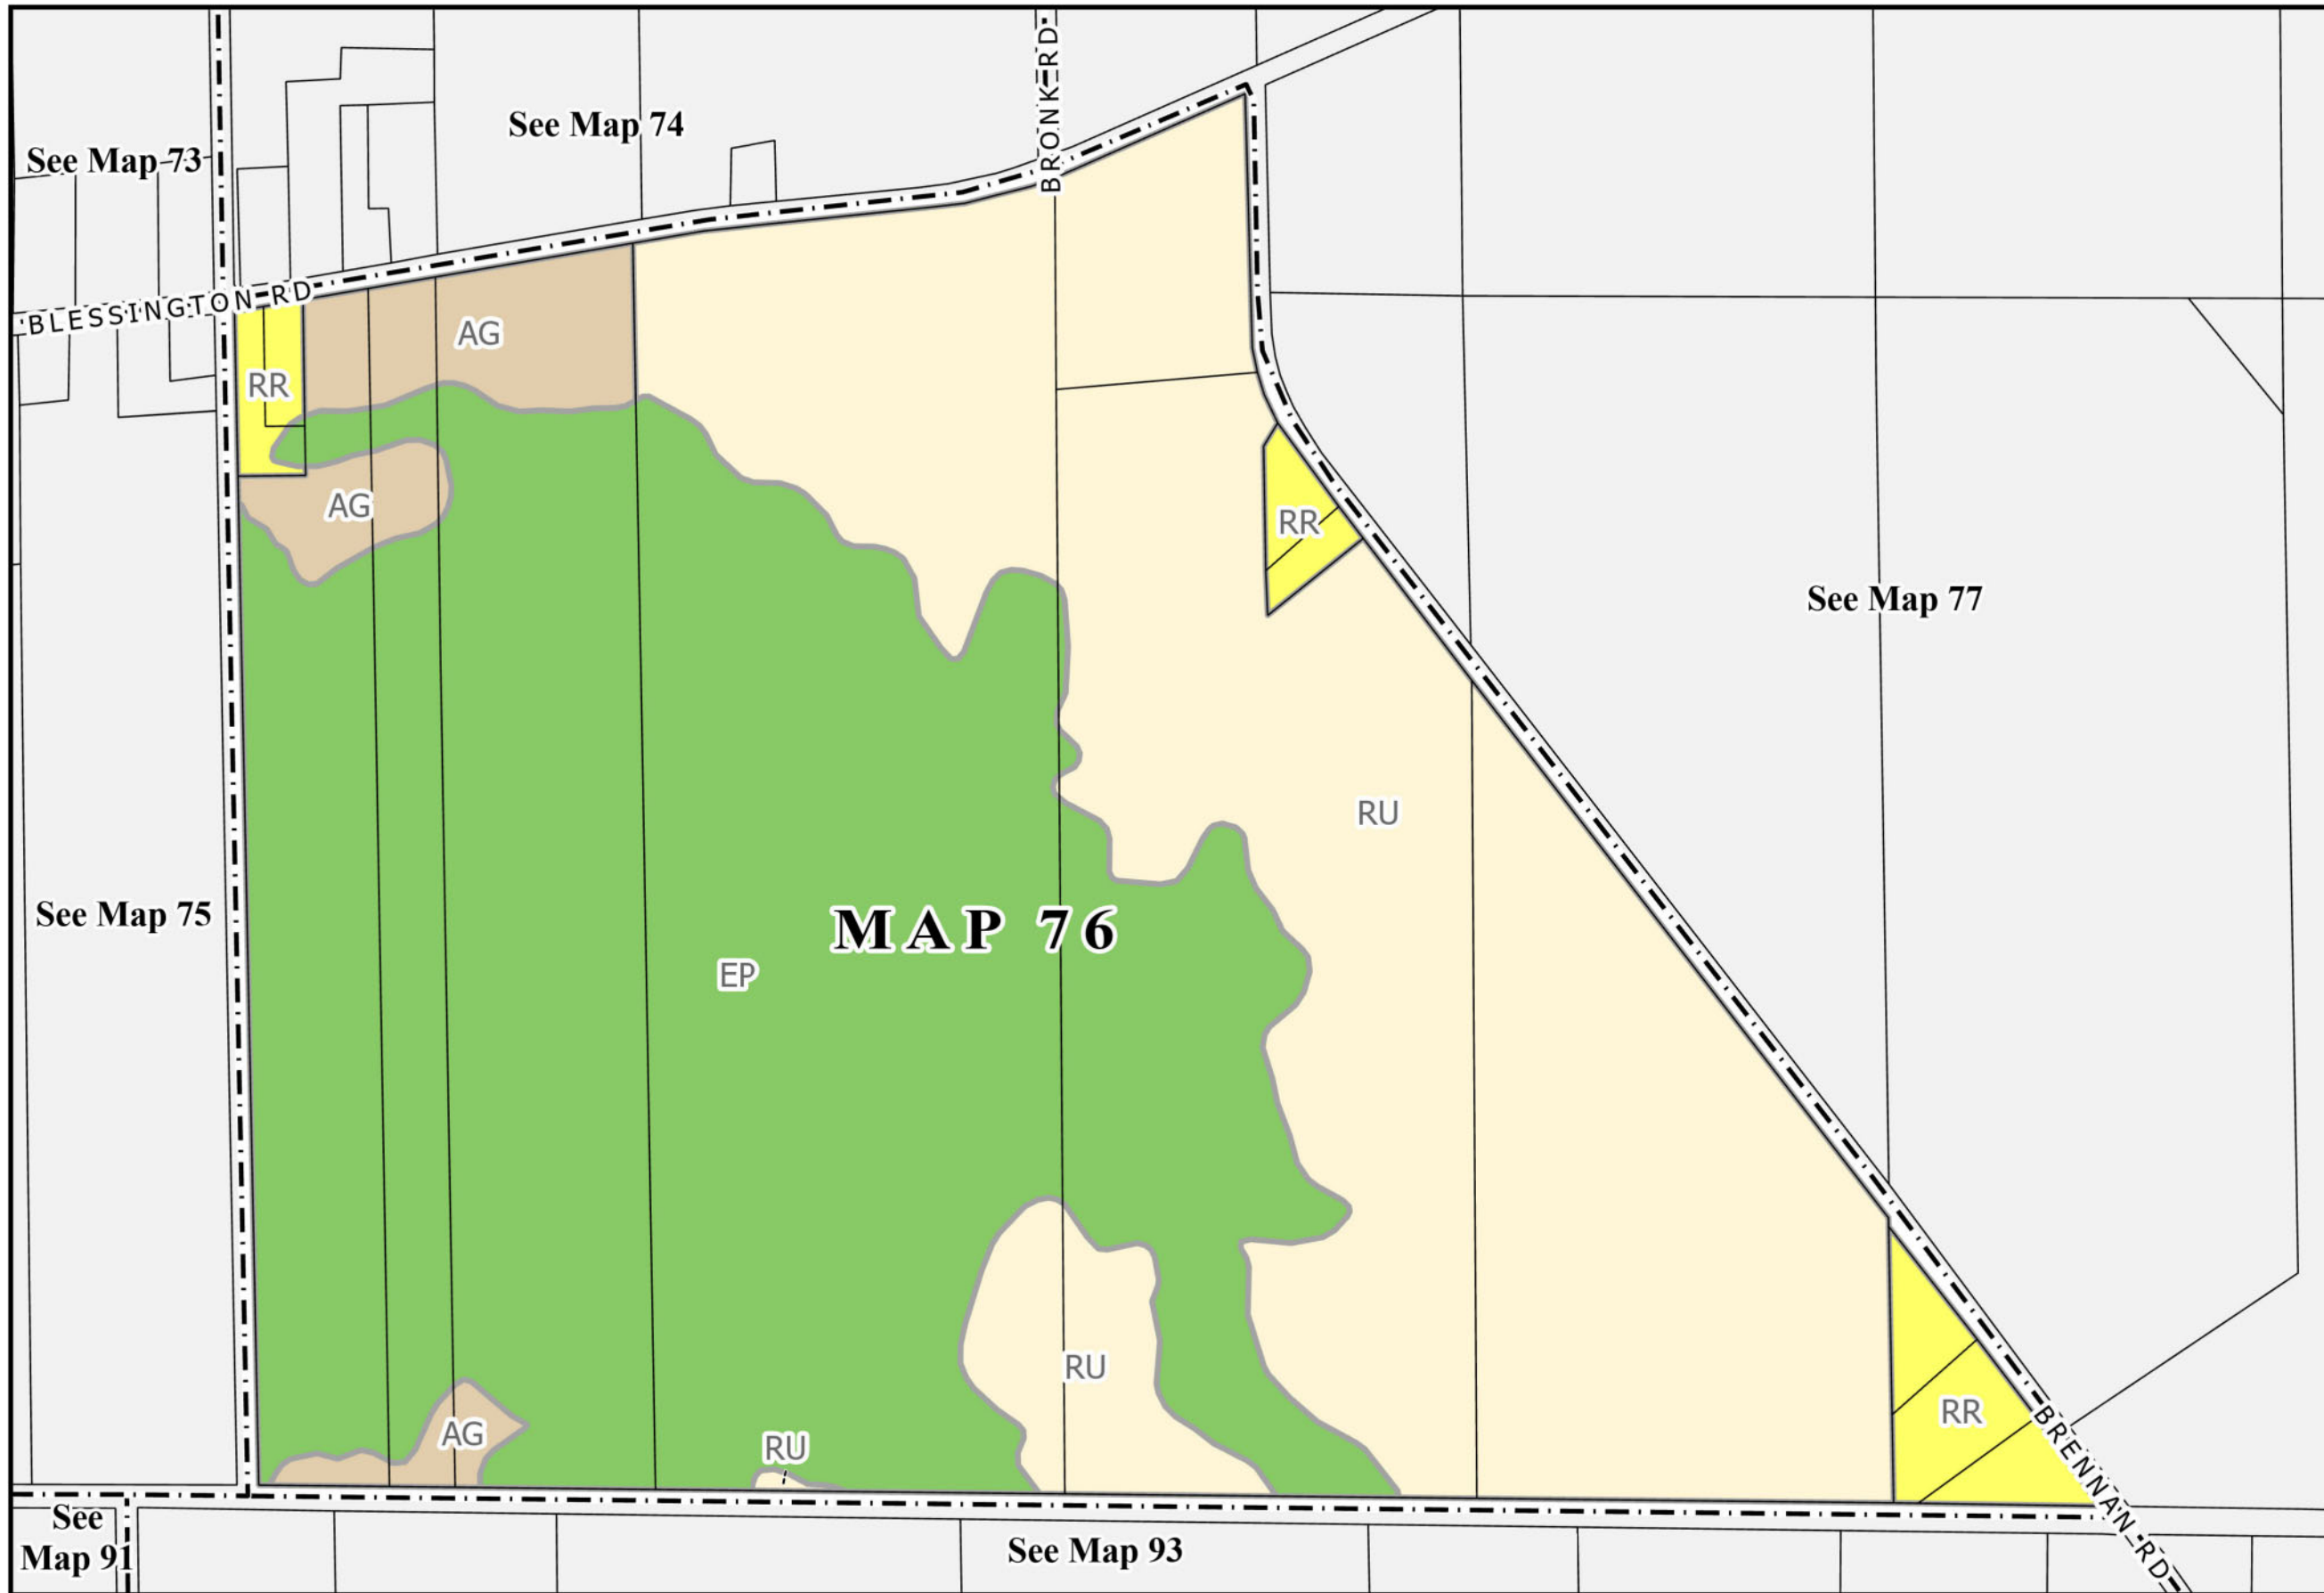 BRONK RD
See Map 74
See Map 73
BLESSINGTON RD
AG
RR
AG
RR
See Map 77
RU
See Map 75
MAP 76
EP
RU
RR
AG
RU
BRENNAN RD
See
Map 91
See Map 93